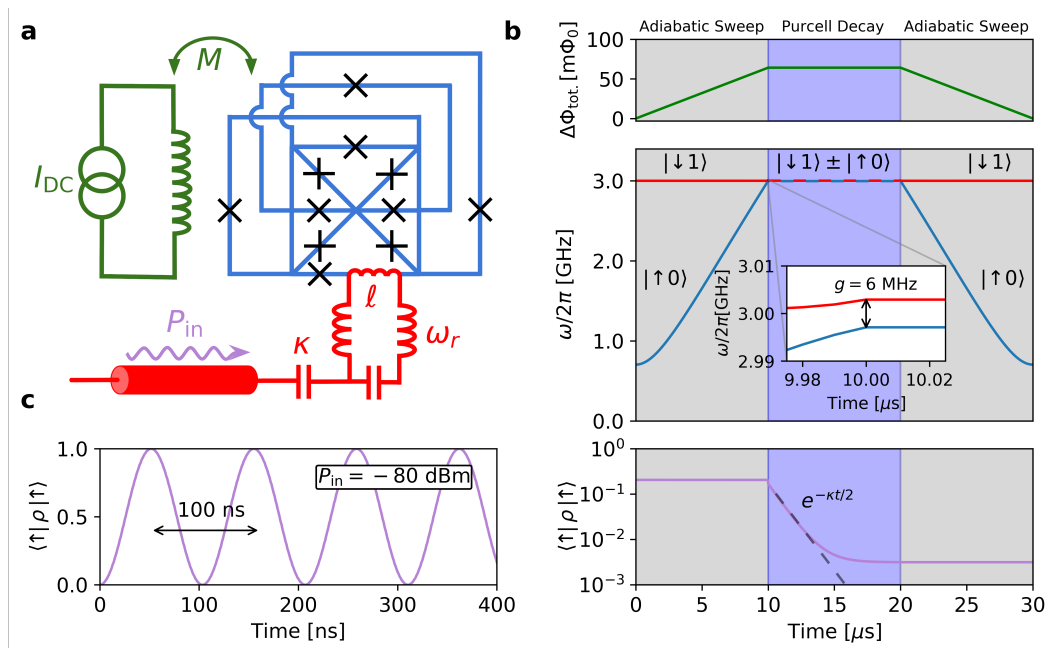 a
M
I_DC
ℓ
P_in
κ
ω_r
b
Adiabatic Sweep Purcell Decay Adiabatic Sweep
ΔΦ_tot. [mΦ_0]
100
50
0
|↓1⟩ |↓1⟩ ± |↑0⟩ |↓1⟩
|↑0⟩ |↑0⟩
ω/2π [GHz]
3.0
2.0
1.0
0.0
ω/2π[GHz]
3.01
3.00
2.99
g = 6 MHz
9.98 10.00 10.02
Time [μs]
⟨↑| ρ |↑⟩
10^0
10^−1
10^−2
10^−3
e^{−κt/2}
0 5 10 15 20 25 30
Time [μs]
c
⟨↑| ρ |↑⟩
1.0
0.5
0.0
P_in = − 80 dBm
100 ns
0 100 200 300 400
Time [ns]